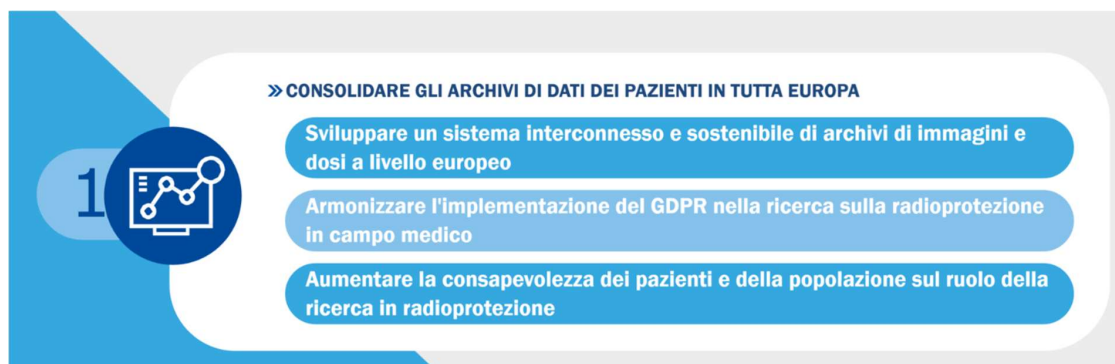 » CONSOLIDARE GLI ARCHIVI DI DATI DEI PAZIENTI IN TUTTA EUROPA
Sviluppare un sistema interconnesso e sostenibile di archivi di immagini e
dosi a livello europeo
1
Armonizzare l'implementazione del GDPR nella ricerca sulla radioprotezione
in campo medico
Aumentare la consapevolezza dei pazienti e della popolazione sul ruolo della
ricerca in radioprotezione